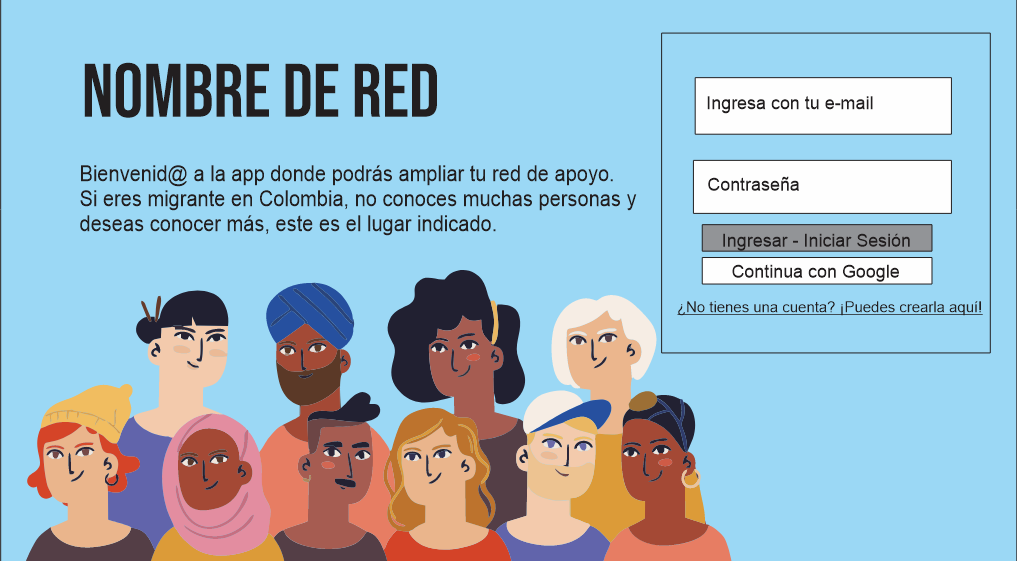 NOMBRE DE RED
Bienvenid@ a la app donde podrás ampliar tu red de apoyo.
Si eres migrante en Colombia, no conoces muchas personas y
deseas conocer más, este es el lugar indicado.
Ingresa con tu e-mail
Contraseña
Ingresar - Iniciar Sesión
Continua con Google
¿No tienes una cuenta? ¡Puedes crearla aquí!